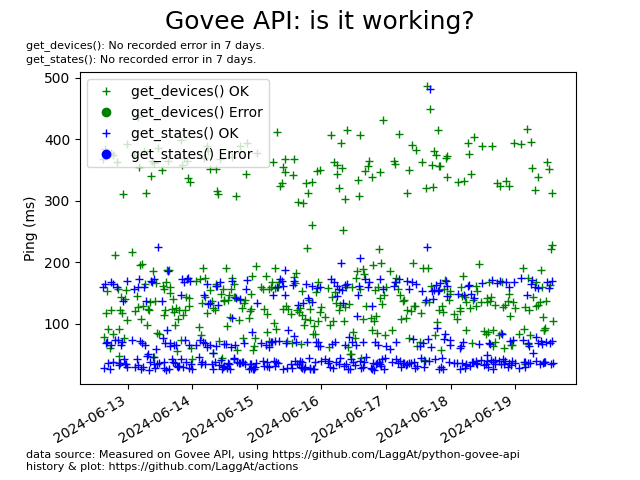 Govee API: is it working?
get_devices(): No recorded error in 7 days.
get_states(): No recorded error in 7 days.
get_devices() OK
get_devices() Error
get_states() OK
get_states() Error
Ping (ms)
500
400
300
200
100
2024-06-13
2024-06-14
2024-06-15
2024-06-16
2024-06-17
2024-06-18
2024-06-19
data source: Measured on Govee API, using https://github.com/LaggAt/python-govee-api
history & plot: https://github.com/LaggAt/actions